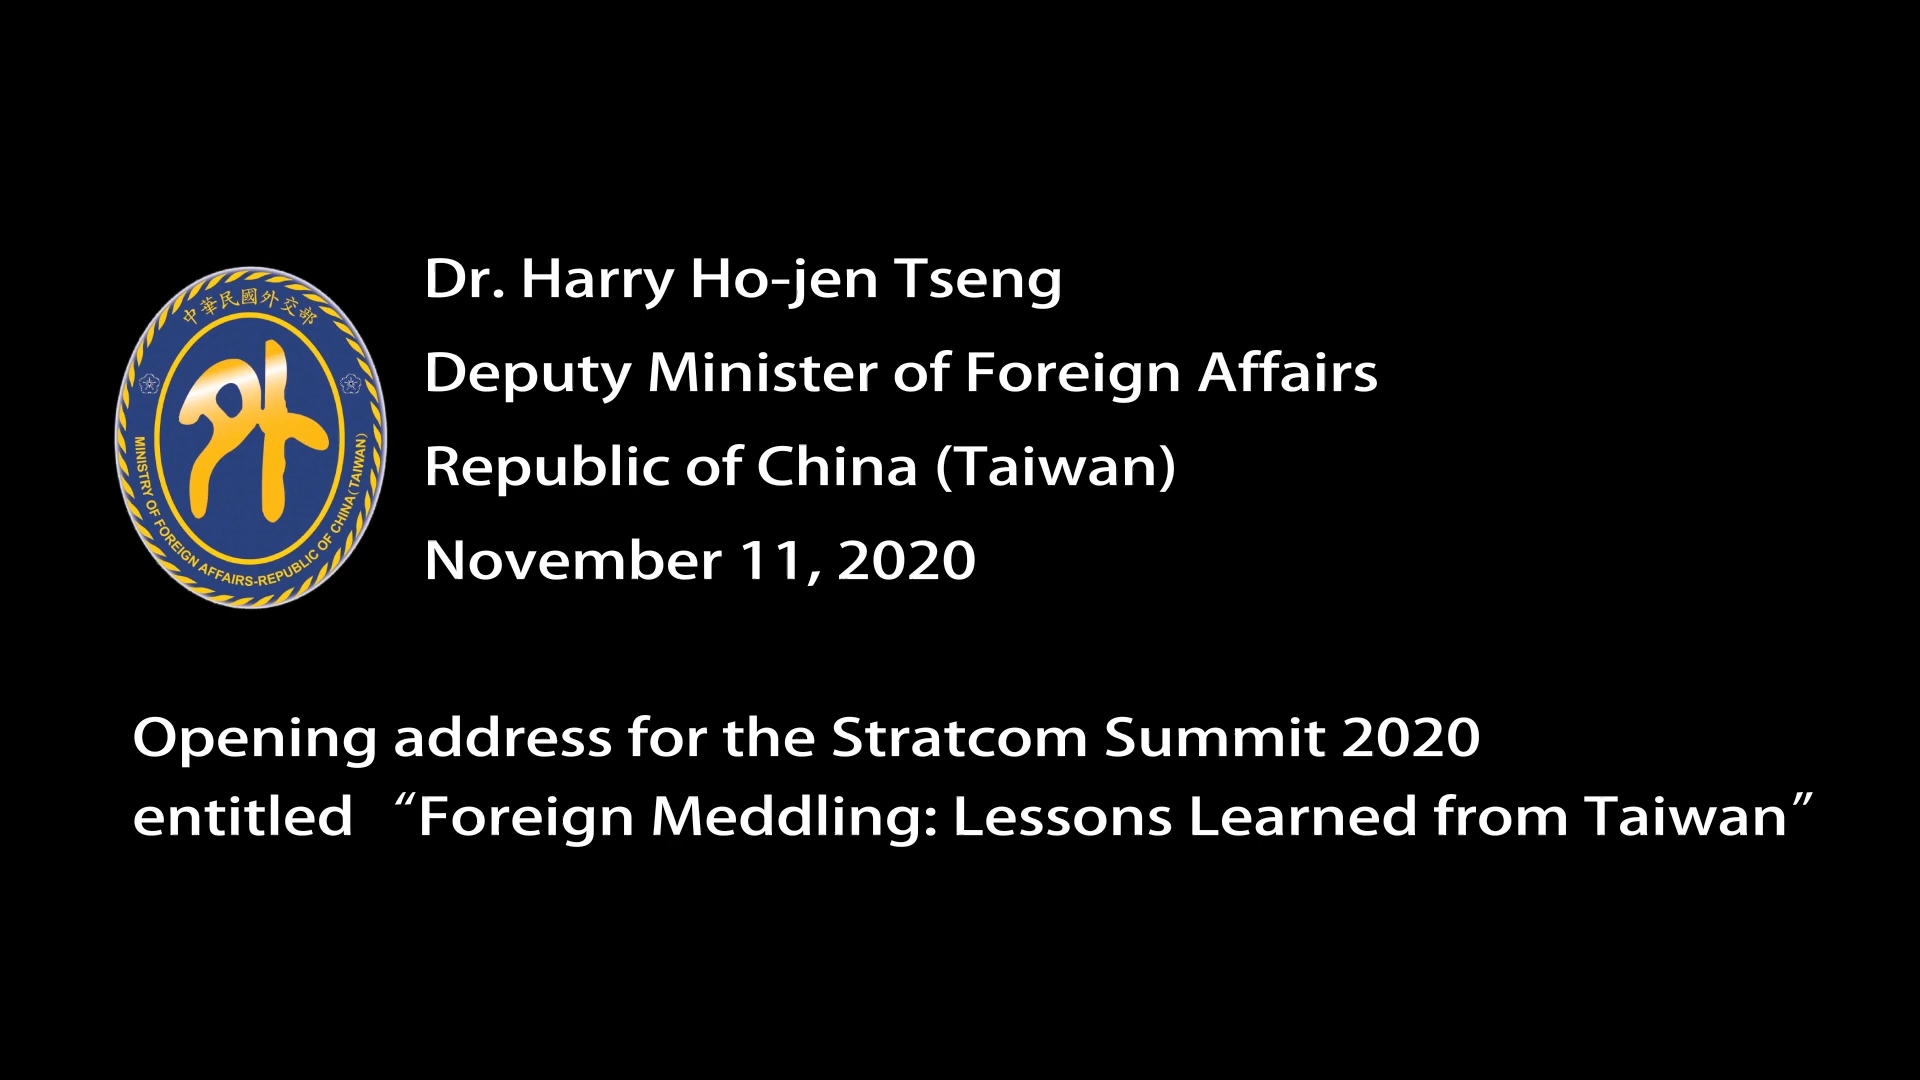 中華民國外交部
外
MINISTRY OF FOREIGN AFFAIRS-REPUBLIC OF CHINA(TAIWAN)
Dr. Harry Ho-jen Tseng
Deputy Minister of Foreign Affairs
Republic of China (Taiwan)
November 11, 2020
Opening address for the Stratcom Summit 2020
entitled “Foreign Meddling: Lessons Learned from Taiwan”